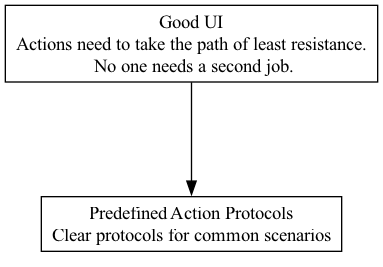 Good UI
Actions need to take the path of least resistance.
No one needs a second job.
Predefined Action Protocols
Clear protocols for common scenarios